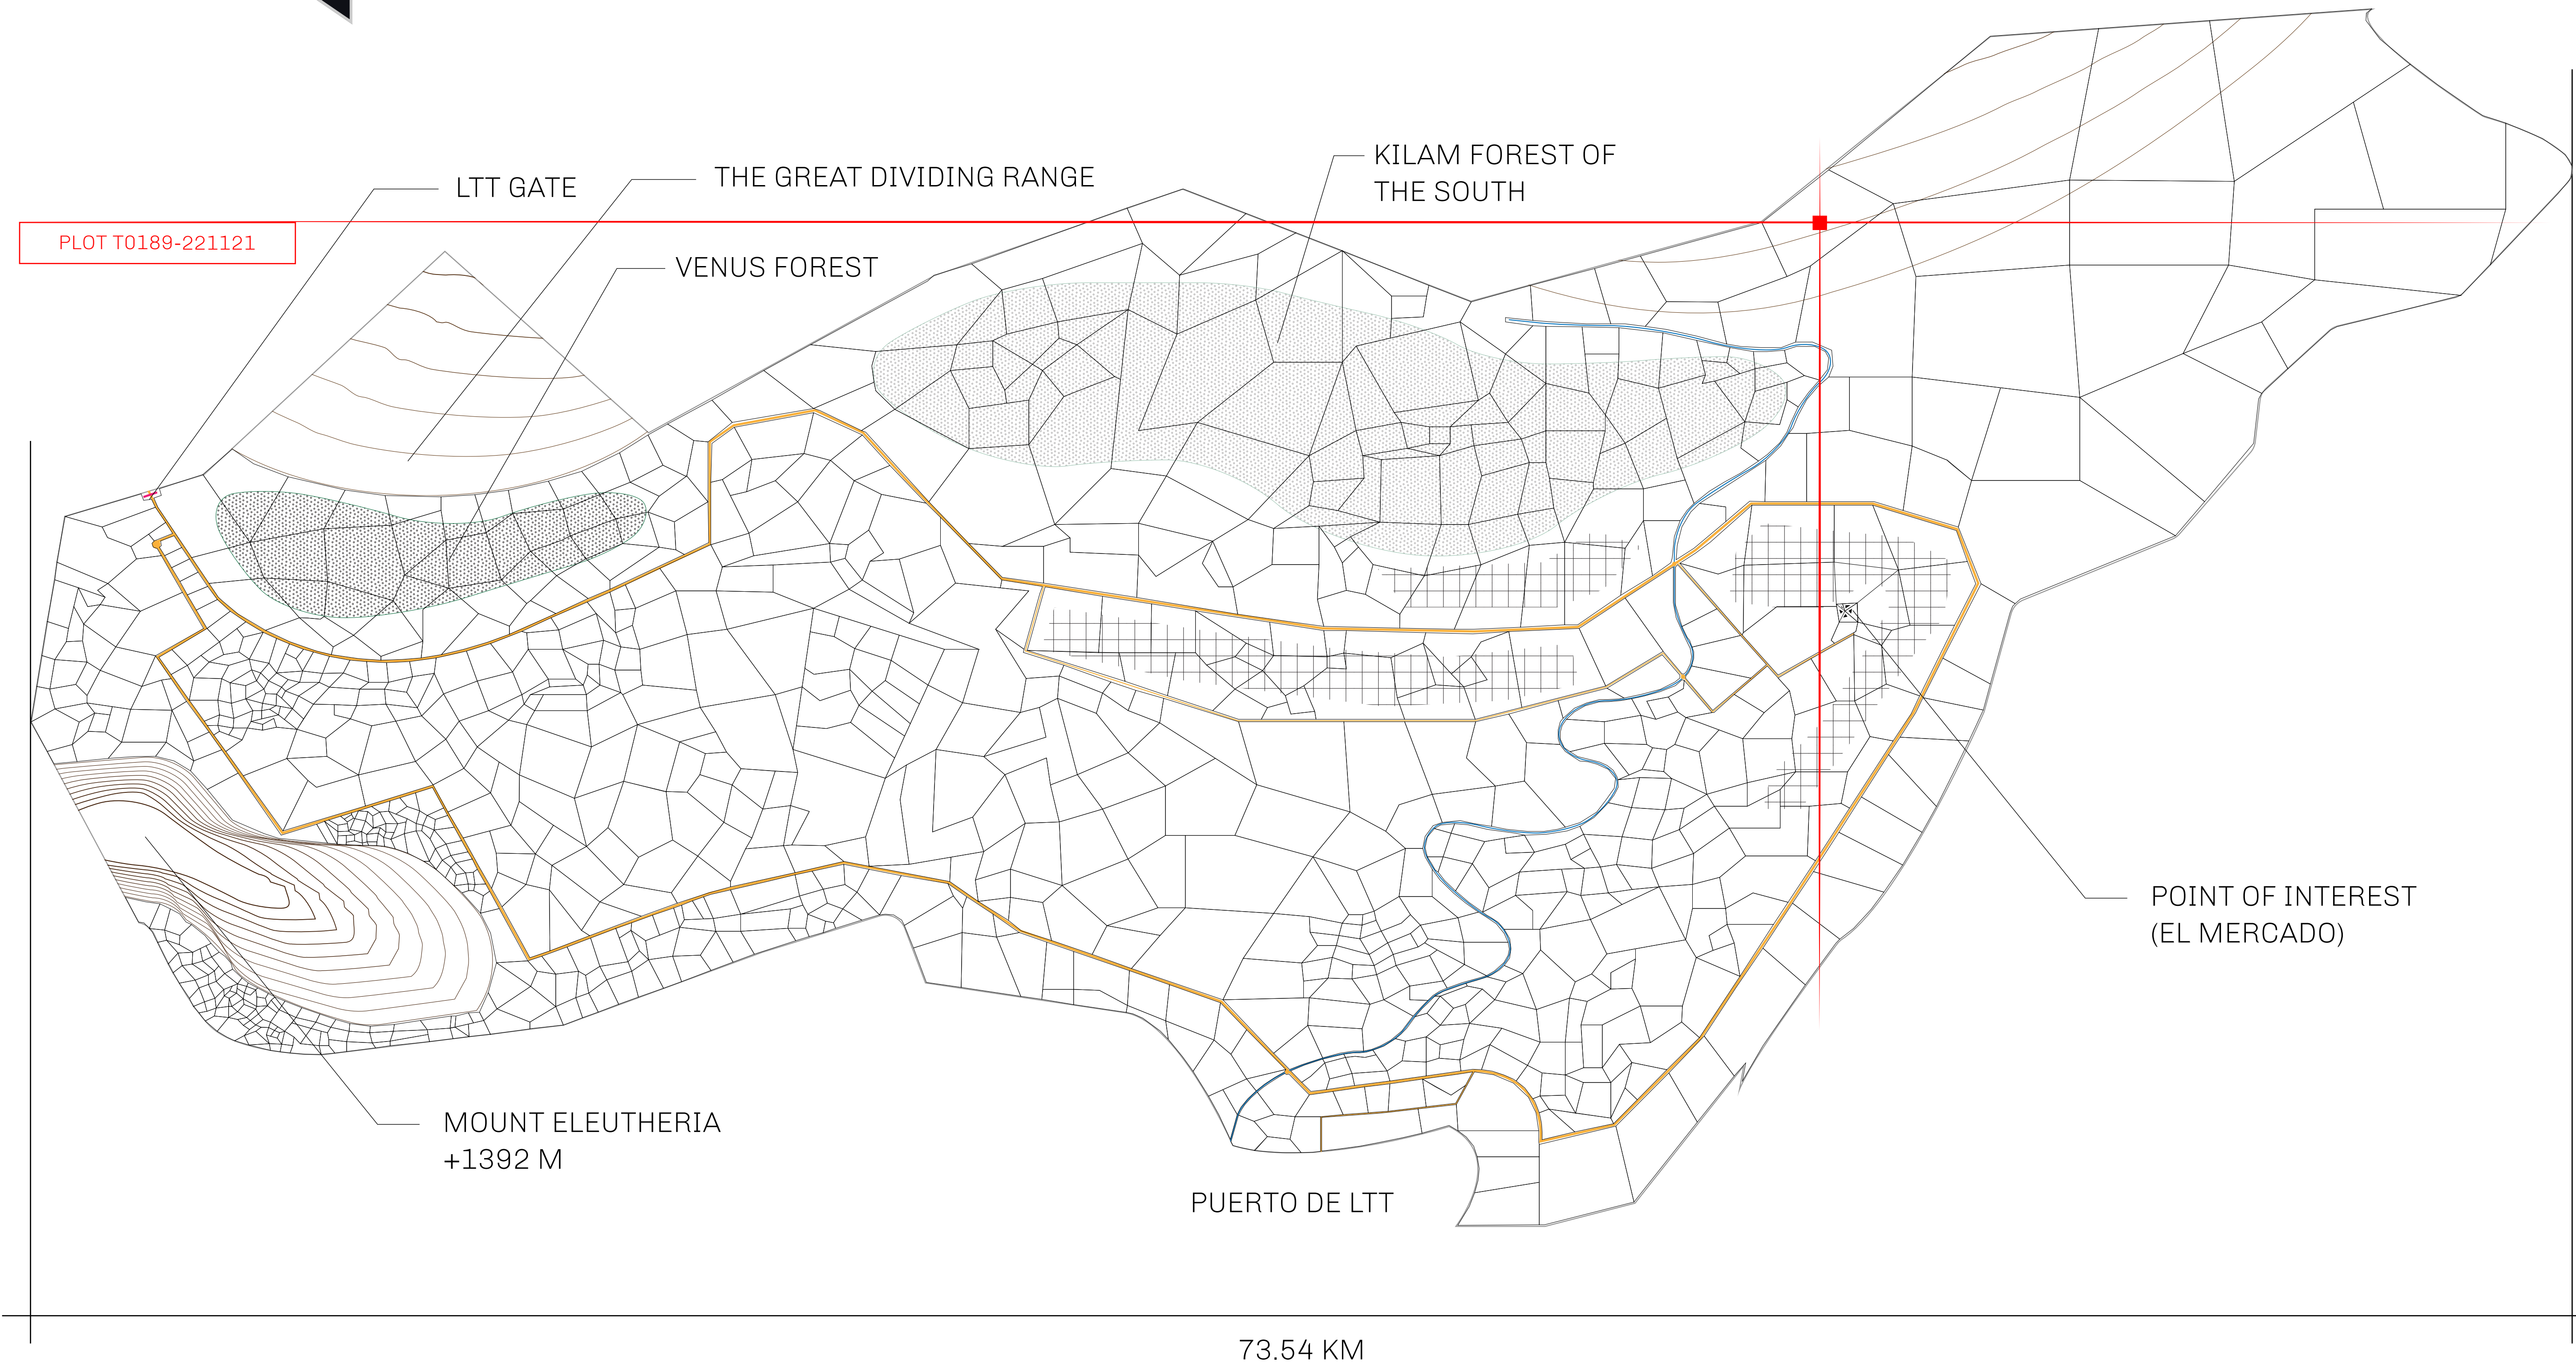 KILAM FOREST OF
THE SOUTH
LTT GATE
THE GREAT DIVIDING RANGE
PLOT T0189-221121
VENUS FOREST
POINT OF INTEREST
(EL MERCADO)
MOUNT ELEUTHERIA
+1392 M
PUERTO DE LTT
73.54 KM